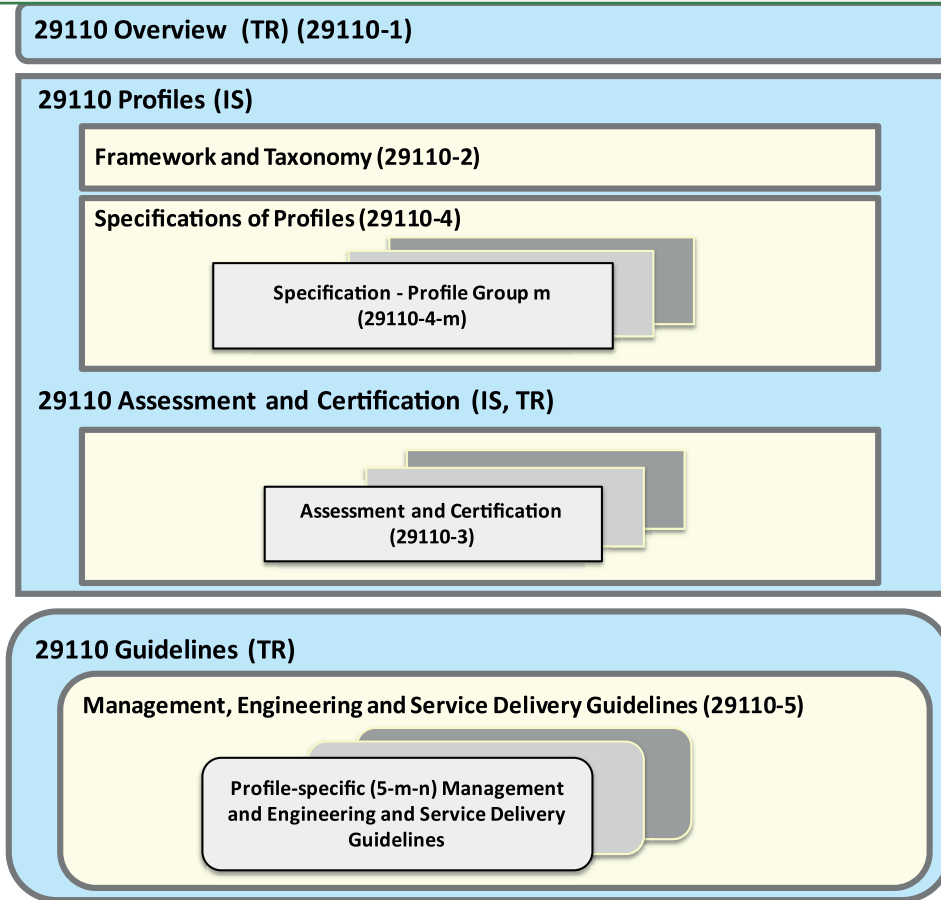 29110 Overview (TR) (29110-1)
29110 Profiles (IS)
Framework and Taxonomy (29110-2)
Specifications of Profiles (29110-4)
Specification - Profile Group m
(29110-4-m)
29110 Assessment and Certification (IS, TR)
Assessment and Certification
(29110-3)
29110 Guidelines (TR)
Management, Engineering and Service Delivery Guidelines (29110-5)
Profile-specific (5-m-n) Management
and Engineering and Service Delivery
Guidelines